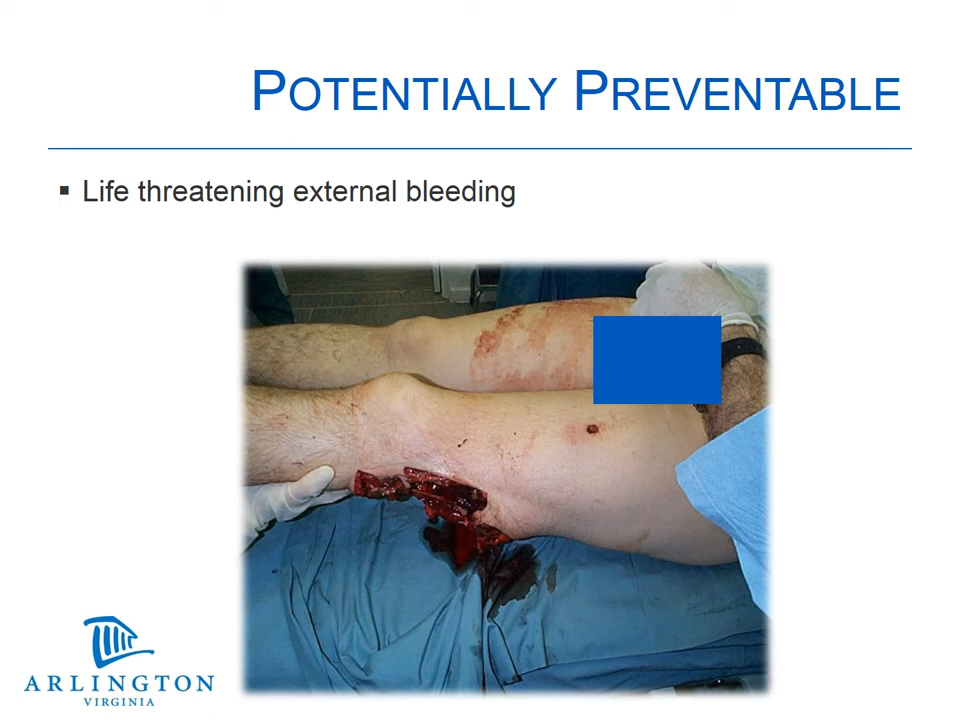 POTENTIALLY PREVENTABLE
▪ Life threatening external bleeding
ARLINGTON
VIRGINIA